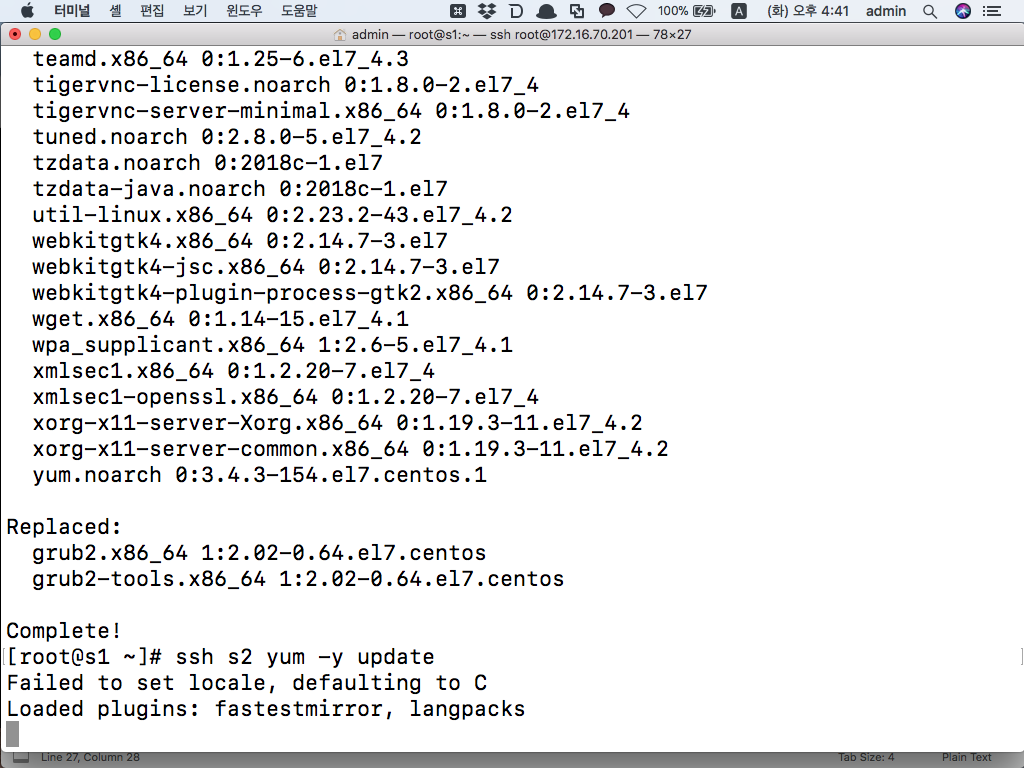 터미널 셸 편집 보기 윈도우 도움말 100% A (화) 오후 4:41 admin
admin — root@s1:~ — ssh root@172.16.70.201 — 78×27
teamd.x86_64 0:1.25-6.el7_4.3
tigervnc-license.noarch 0:1.8.0-2.el7_4
tigervnc-server-minimal.x86_64 0:1.8.0-2.el7_4
tuned.noarch 0:2.8.0-5.el7_4.2
tzdata.noarch 0:2018c-1.el7
tzdata-java.noarch 0:2018c-1.el7
util-linux.x86_64 0:2.23.2-43.el7_4.2
webkitgtk4.x86_64 0:2.14.7-3.el7
webkitgtk4-jsc.x86_64 0:2.14.7-3.el7
webkitgtk4-plugin-process-gtk2.x86_64 0:2.14.7-3.el7
wget.x86_64 0:1.14-15.el7_4.1
wpa_supplicant.x86_64 1:2.6-5.el7_4.1
xmlsec1.x86_64 0:1.2.20-7.el7_4
xmlsec1-openssl.x86_64 0:1.2.20-7.el7_4
xorg-x11-server-Xorg.x86_64 0:1.19.3-11.el7_4.2
xorg-x11-server-common.x86_64 0:1.19.3-11.el7_4.2
yum.noarch 0:3.4.3-154.el7.centos.1
Replaced:
grub2.x86_64 1:2.02-0.64.el7.centos
grub2-tools.x86_64 1:2.02-0.64.el7.centos
Complete!
[root@s1 ~]# ssh s2 yum -y update
Failed to set locale, defaulting to C
Loaded plugins: fastestmirror, langpacks
Line 27, Column 28 Tab Size: 4 Plain Text